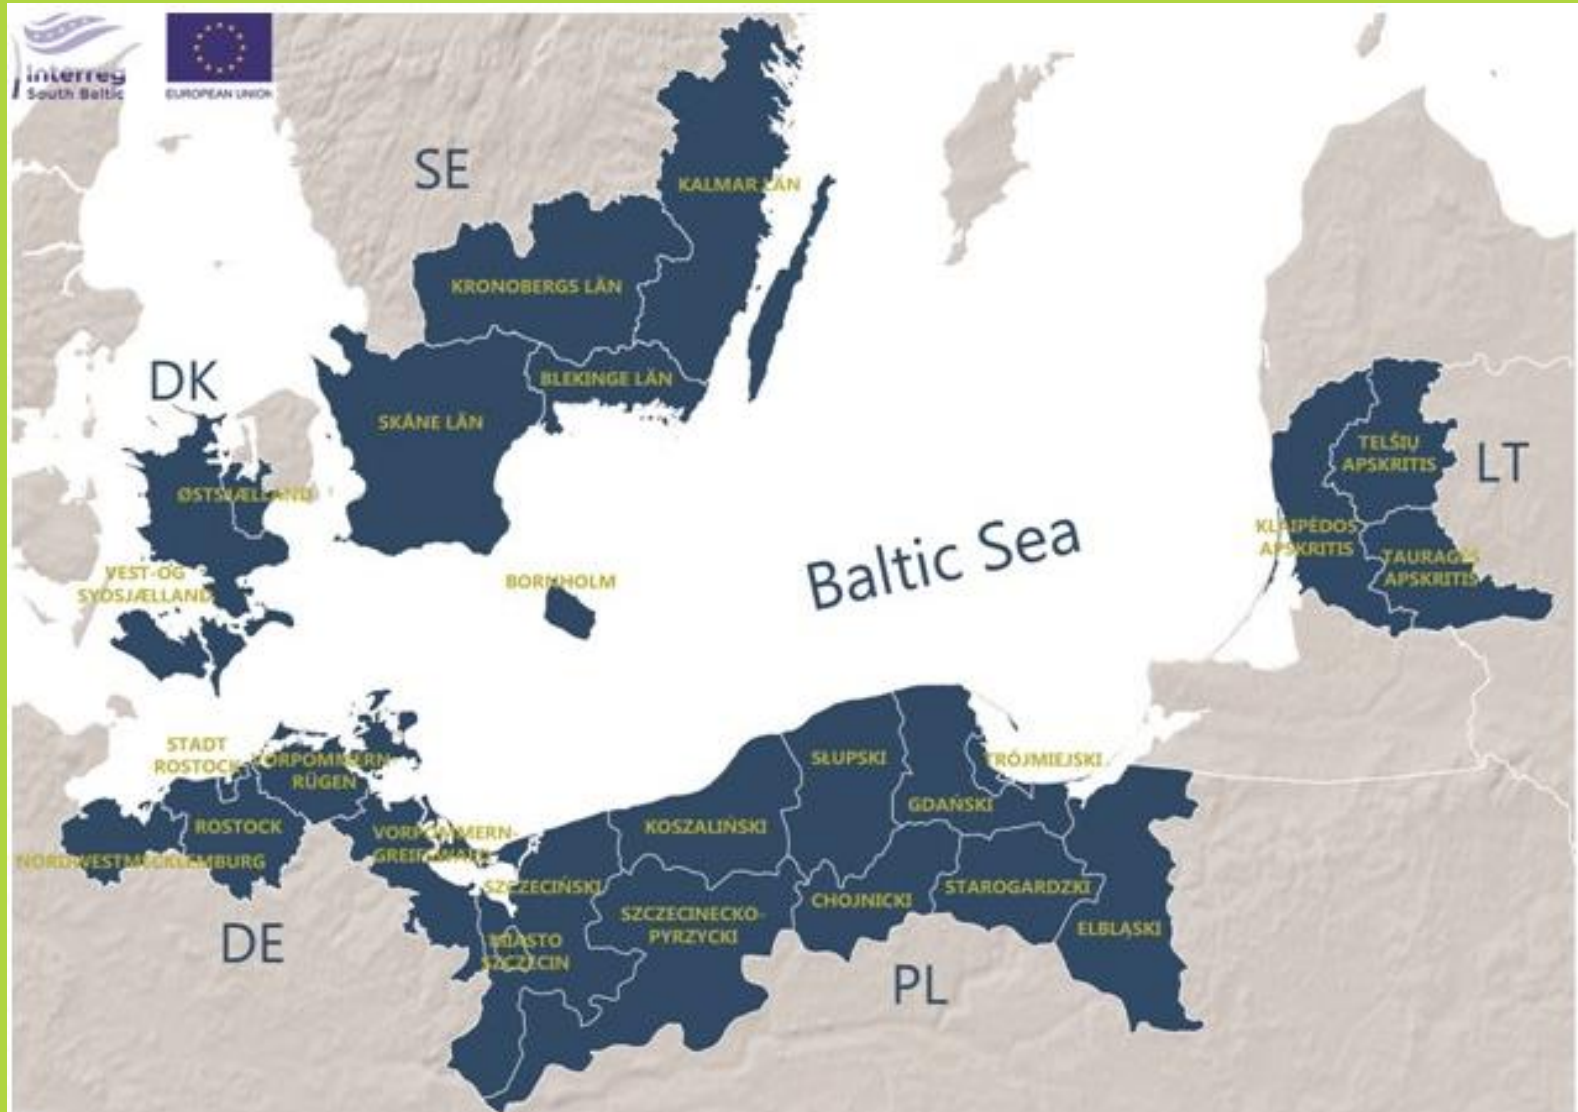 Interreg
South Baltic
EUROPEAN UNION
SE
KALMAR LÄN
KRONOBERGS LÄN
DK
BLEKINGE LÄN
SKÅNE LÄN
TELŠIŲ
APSKRITIS
LT
ØSTSJÆLLAND
KLAIPĖDOS
APSKRITIS
Baltic Sea
TAURAGĖS
APSKRITIS
VEST-OG
SYDSJÆLLAND
BORNHOLM
STADT
ROSTOCK
VORPOMMERN-
RÜGEN
SŁUPSKI
TRÓJMIEJSKI
GDAŃSKI
ROSTOCK
KOSZALIŃSKI
VORPOMMERN-
GREIFSWALD
NORDWESTMECKLEMBURG
SZCZECIŃSKI
CHOJNICKI
STAROGARDZKI
SZCZECINECKO-
PYRZYCKI
ELBLĄSKI
DE
MIASTO
SZCZECIN
PL